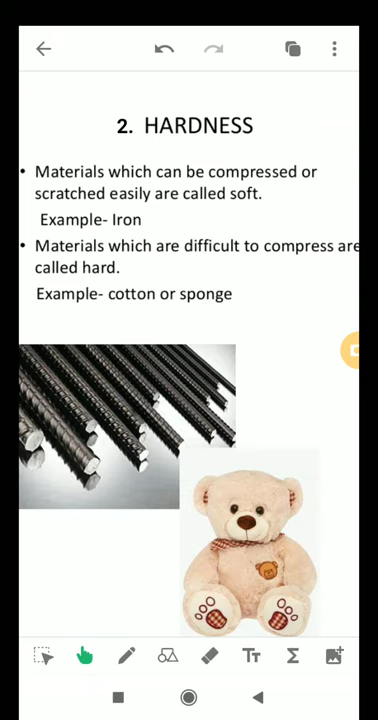 2. HARDNESS
• Materials which can be compressed or
scratched easily are called soft.
Example- Iron
• Materials which are difficult to compress are
called hard.
Example- cotton or sponge
Tт
Σ